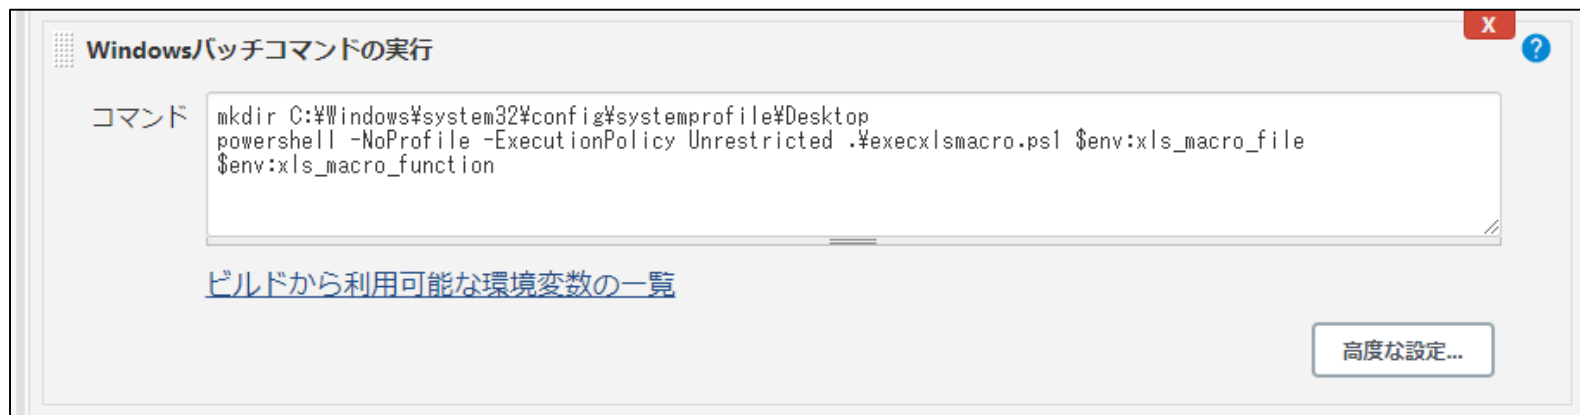 X
Windowsバッチコマンドの実行
?
コマンド
mkdir C:¥Windows¥system32¥config¥systemprofile¥Desktop
powershell -NoProfile -ExecutionPolicy Unrestricted .¥execxlsmacro.ps1 $env:xls_macro_file
$env:xls_macro_function
ビルドから利用可能な環境変数の一覧
高度な設定...